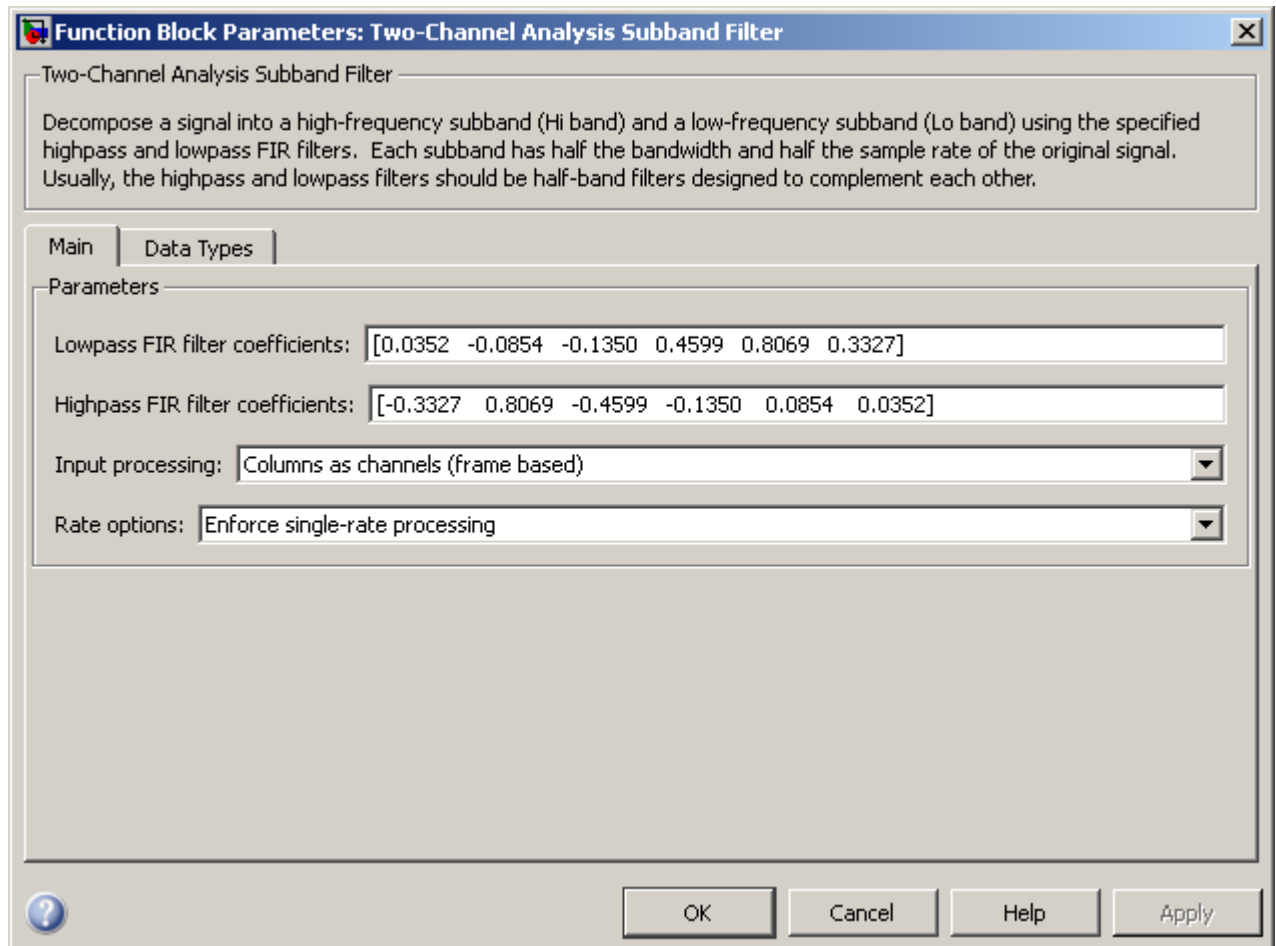 Function Block Parameters: Two-Channel Analysis Subband Filter
Two-Channel Analysis Subband Filter
Decompose a signal into a high-frequency subband (Hi band) and a low-frequency subband (Lo band) using the specified
highpass and lowpass FIR filters. Each subband has half the bandwidth and half the sample rate of the original signal.
Usually, the highpass and lowpass filters should be half-band filters designed to complement each other.
Main Data Types
Parameters
Lowpass FIR filter coefficients: [0.0352 -0.0854 -0.1350 0.4599 0.8069 0.3327]
Highpass FIR filter coefficients: [-0.3327 0.8069 -0.4599 -0.1350 0.0854 0.0352]
Input processing: Columns as channels (frame based)
Rate options: Enforce single-rate processing
? OK Cancel Help Apply